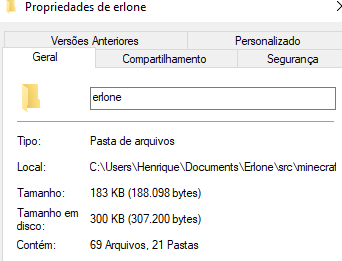 Propriedades de erlone
Versões Anteriores Personalizado
Geral Compartilhamento Segurança
erlone
Tipo: Pasta de arquivos
Local: C:\Users\Henrique\Documents\Erlone\src\minecraf
Tamanho: 183 KB (188.098 bytes)
Tamanho em
disco: 300 KB (307.200 bytes)
Contém: 69 Arquivos, 21 Pastas